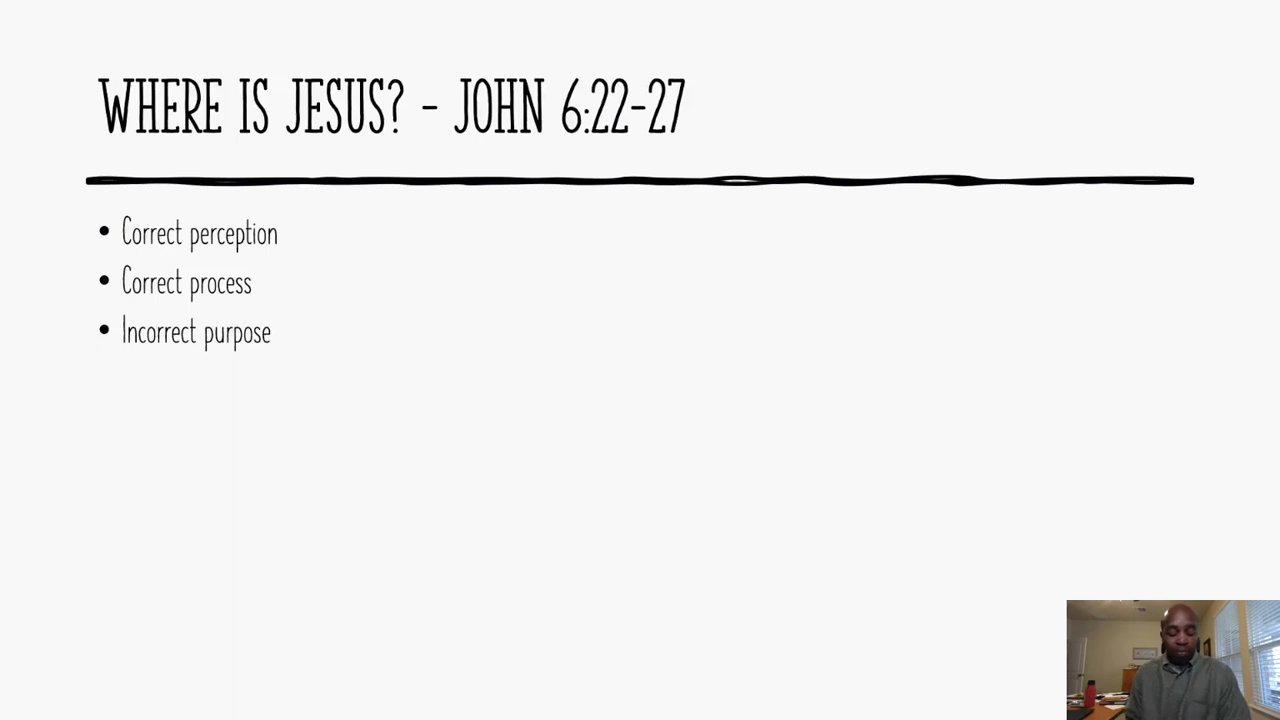 WHERE IS JESUS? - JOHN 6:22-27
• Correct perception
• Correct process
• Incorrect purpose